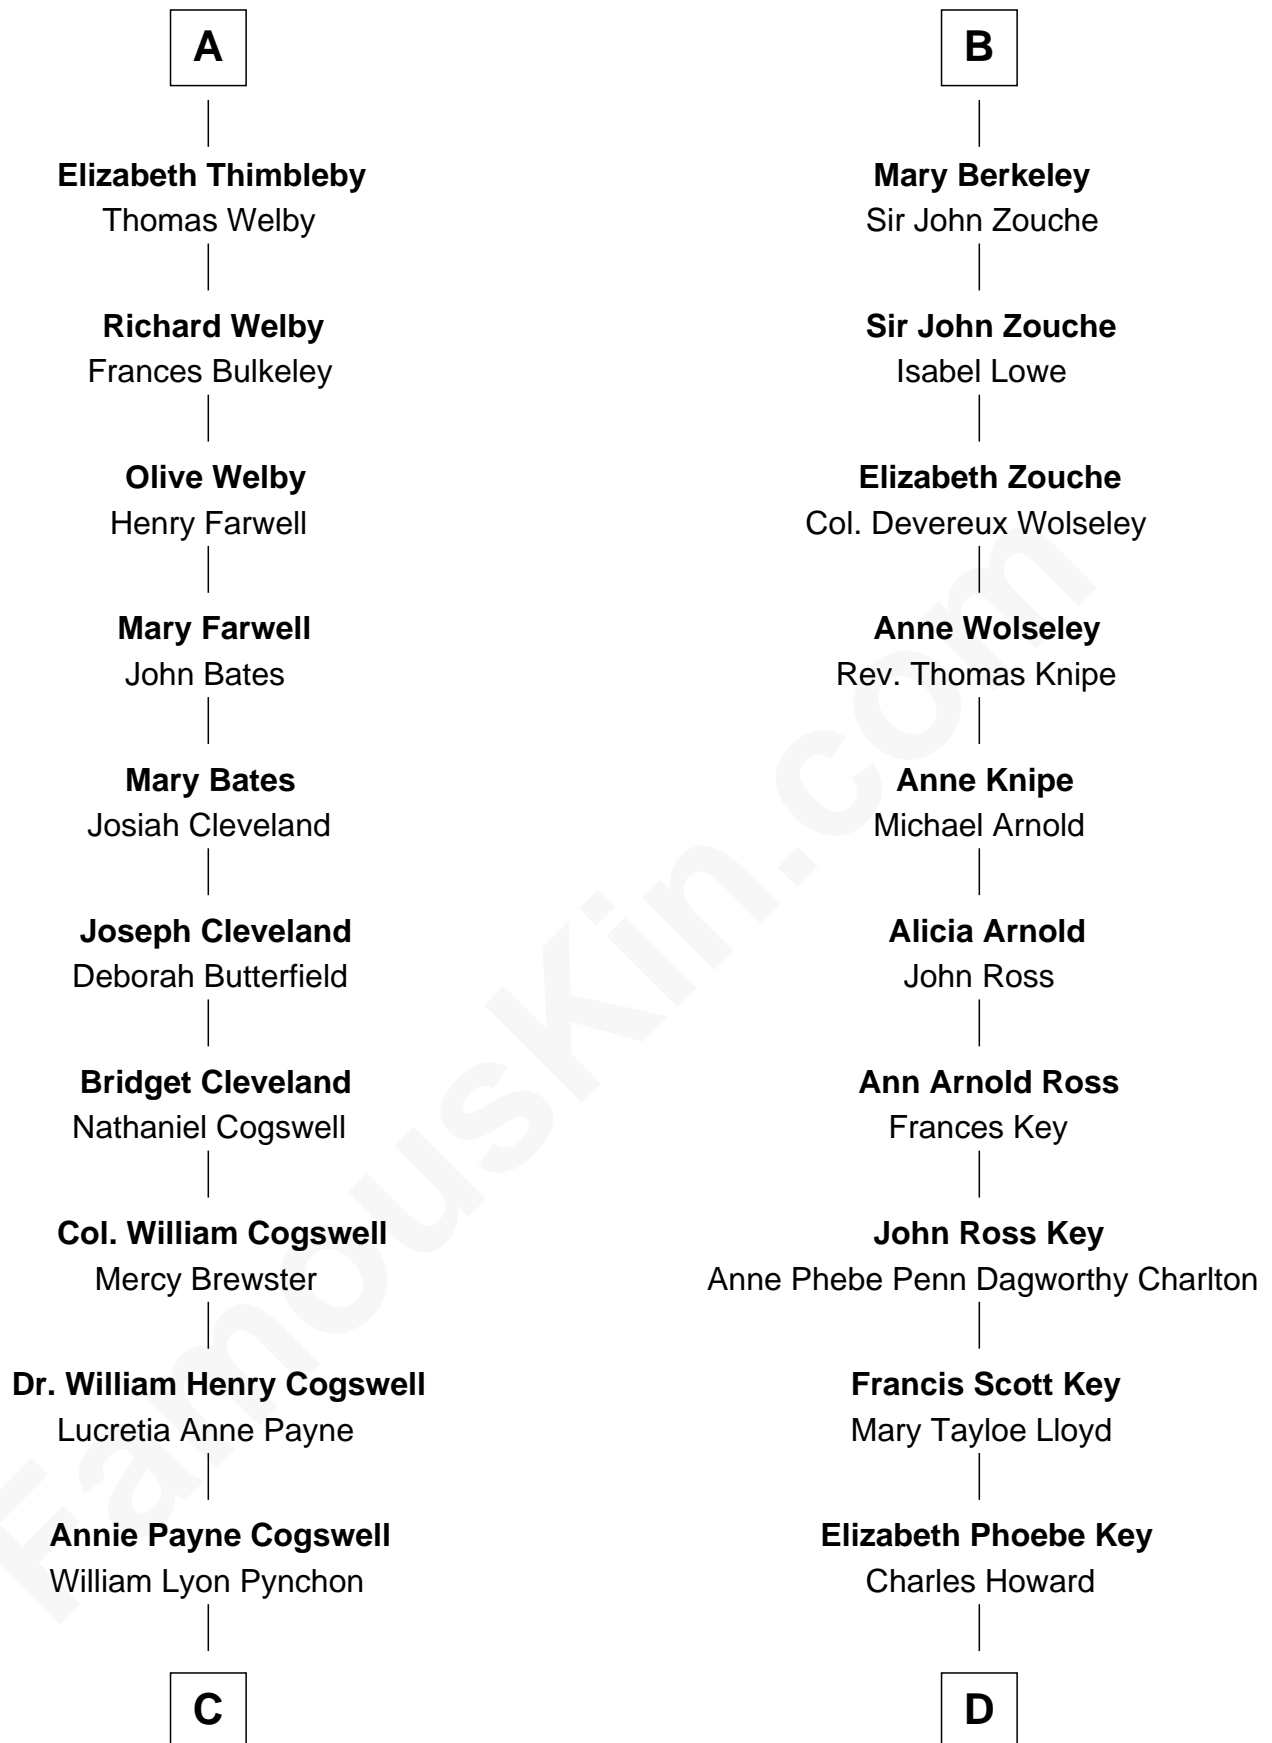 A
Elizabeth Thimbleby
Thomas Welby
Richard Welby
Frances Bulkeley
Olive Welby
Henry Farwell
Mary Farwell
John Bates
Mary Bates
Josiah Cleveland
Joseph Cleveland
Deborah Butterfield
Bridget Cleveland
Nathaniel Cogswell
Col. William Cogswell
Mercy Brewster
Dr. William Henry Cogswell
Lucretia Anne Payne
Annie Payne Cogswell
William Lyon Pynchon
C
B
Mary Berkeley
Sir John Zouche
Sir John Zouche
Isabel Lowe
Elizabeth Zouche
Col. Devereux Wolseley
Anne Wolseley
Rev. Thomas Knipe
Anne Knipe
Michael Arnold
Alicia Arnold
John Ross
Ann Arnold Ross
Frances Key
John Ross Key
Anne Phebe Penn Dagworthy Charlton
Francis Scott Key
Mary Tayloe Lloyd
Elizabeth Phoebe Key
Charles Howard
D
FamousKin.com